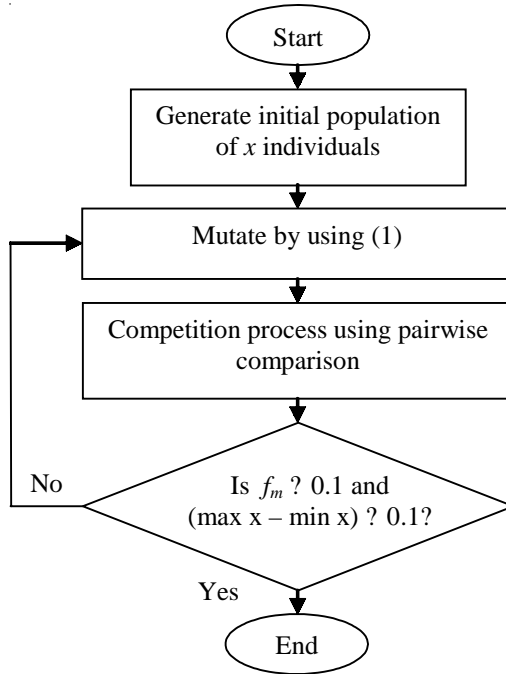 Start
Generate initial population
of x individuals
Mutate by using (1)
Competition process using pairwise
comparison
Is fm ? 0.1 and
(max x – min x) ? 0.1?
No
Yes
End